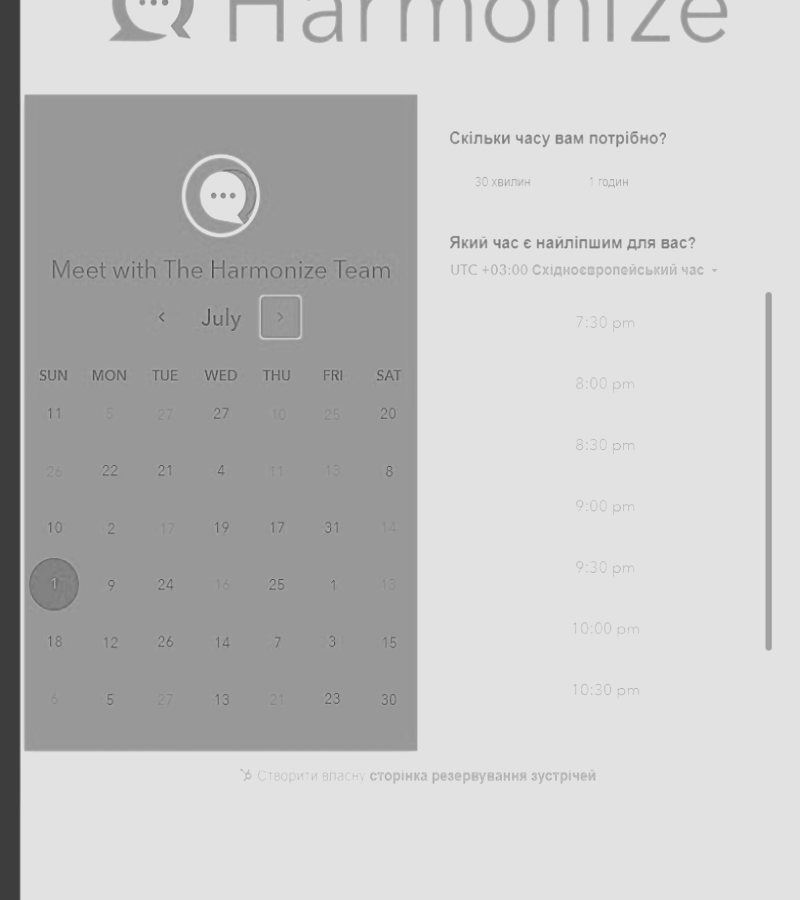 Harmonize
Meet with The Harmonize Team
July
SUN MON TUE WED THU FRI SAT
11 5 27 27 10 25 20
26 22 21 4 11 13 8
10 2 17 19 17 31 14
1 9 24 16 25 1 13
18 12 26 14 7 3 15
6 5 27 13 21 23 30
Скільки часу вам потрібно?
30 хвилин 1 годин
Який час є найліпшим для вас?
UTC +03:00 Східноєвропейський час
7:30 pm
8:00 pm
8:30 pm
9:00 pm
9:30 pm
10:00 pm
10:30 pm
Створити власну сторінка резервування зустрічей